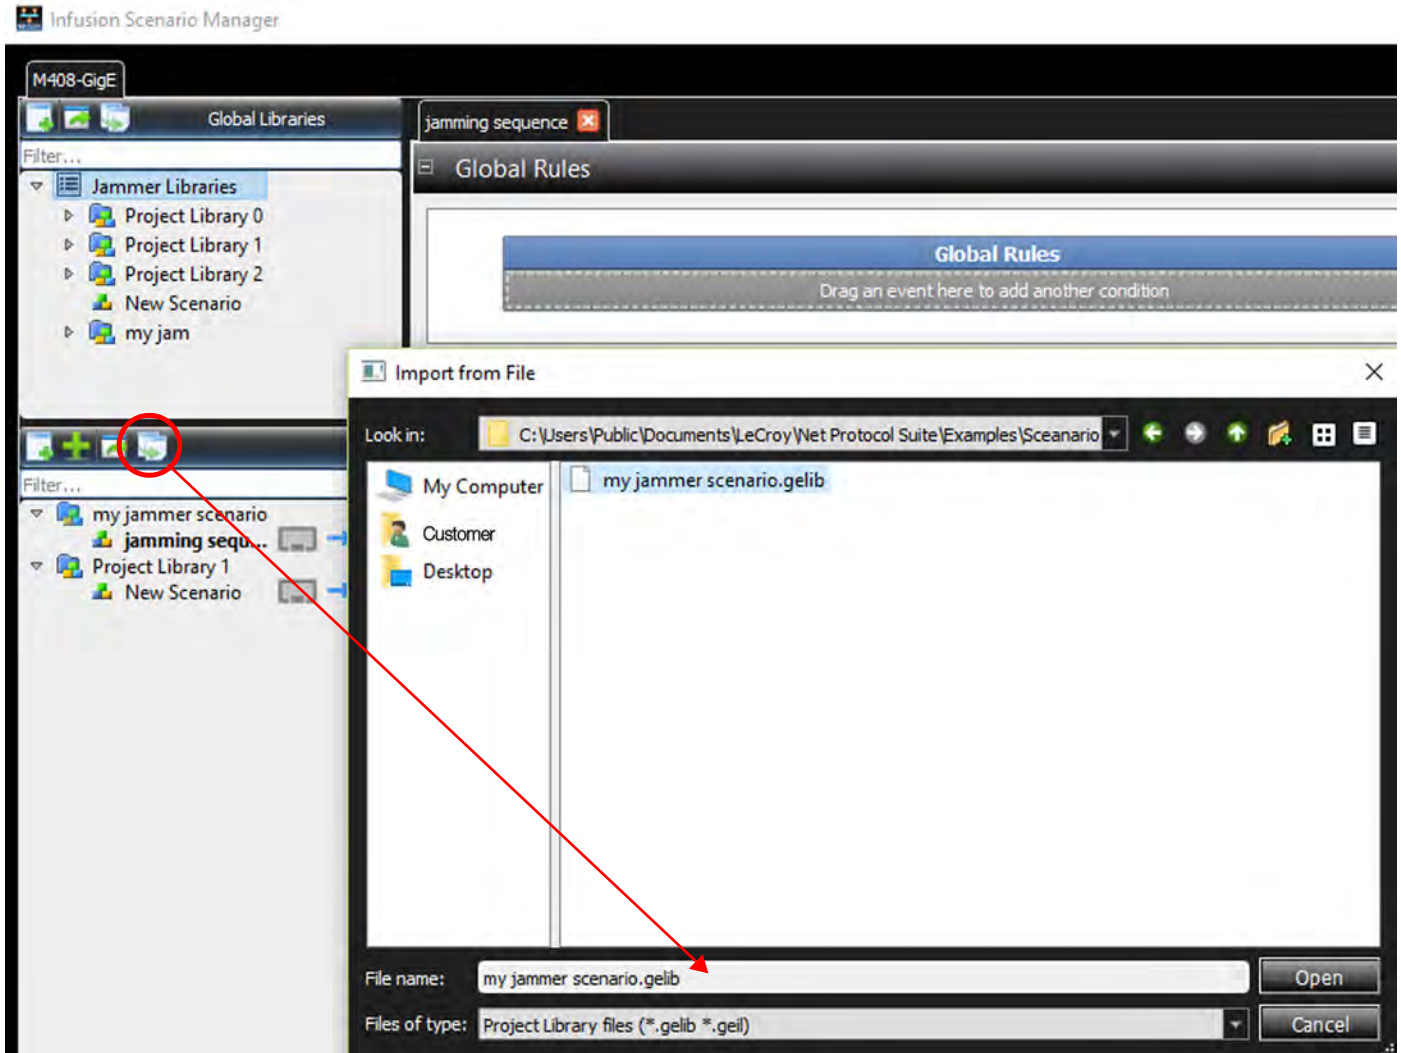 Infusion Scenario Manager
M408-GigE
Global Libraries
Filter...
Jammer Libraries
Project Library 0
Project Library 1
Project Library 2
New Scenario
my jam
jamming sequence
Global Rules
Global Rules
Drag an event here to add another condition
Filter...
my jammer scenario
jamming sequ...
Project Library 1
New Scenario
Import from File
Look in:
C:\Users\Public\Documents\LeCroy\Net Protocol Suite\Examples\Sceanario
My Computer
Customer
Desktop
my jammer scenario.gelib
File name:
my jammer scenario.gelib
Open
Files of type:
Project Library files (*.gelib *.geil)
Cancel